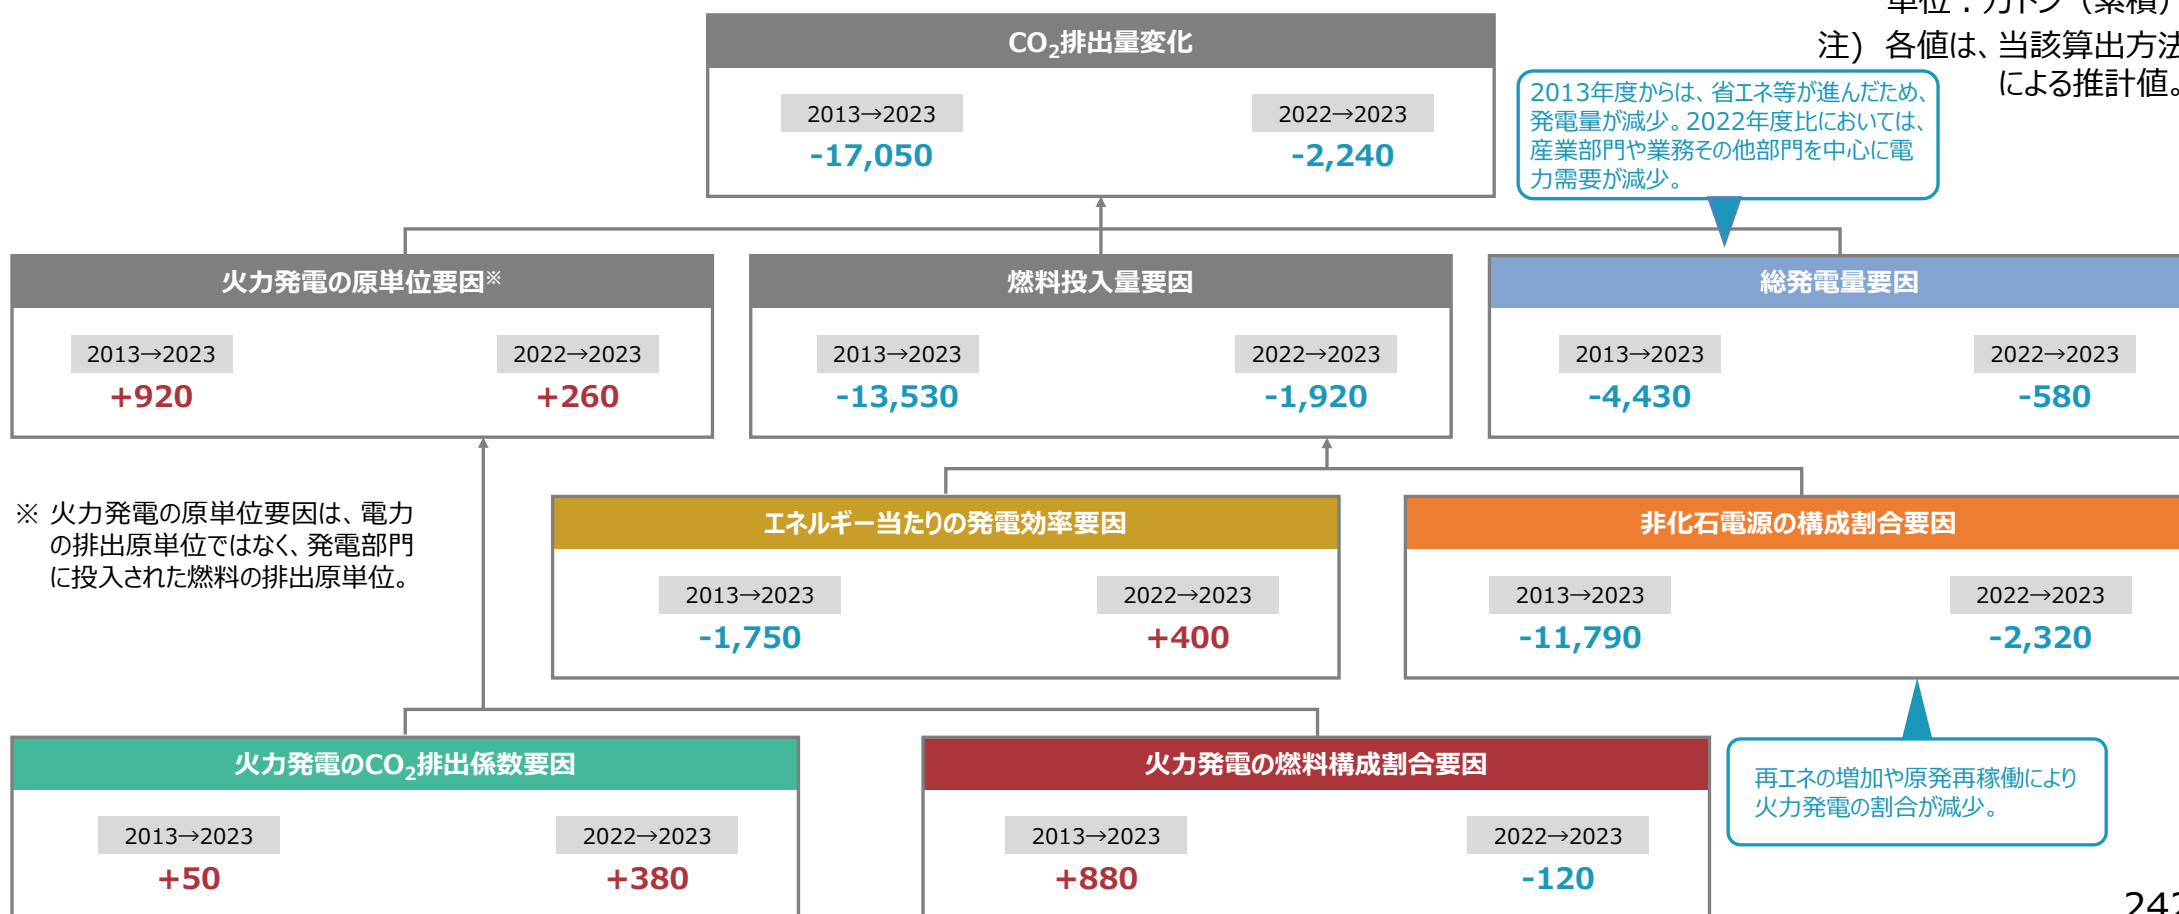 単位：万トン（累積）
注) 各値は、当該算出方法
による推計値。
CO₂排出量変化
2013→2023
2022→2023
-17,050
-2,240
2013年度からは、省エネ等が進んだため、
発電量が減少。2022年度比においては、
産業部門や業務その他部門を中心に電
力需要が減少。
火力発電の原単位要因※
2013→2023
2022→2023
+920
+260
燃料投入量要因
2013→2023
2022→2023
-13,530
-1,920
総発電量要因
2013→2023
2022→2023
-4,430
-580
※ 火力発電の原単位要因は、電力
の排出原単位ではなく、発電部門
に投入された燃料の排出原単位。
エネルギー当たりの発電効率要因
2013→2023
2022→2023
-1,750
+400
非化石電源の構成割合要因
2013→2023
2022→2023
-11,790
-2,320
火力発電のCO₂排出係数要因
2013→2023
2022→2023
+50
+380
火力発電の燃料構成割合要因
2013→2023
2022→2023
+880
-120
再エネの増加や原発再稼働により
火力発電の割合が減少。
242